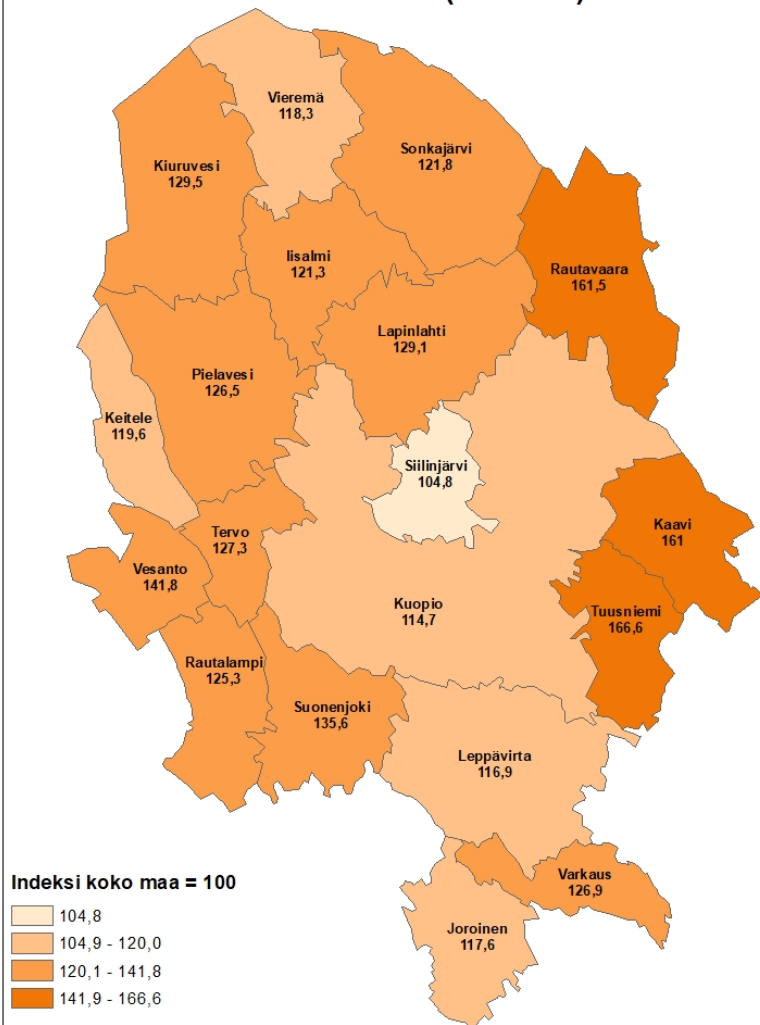 Vieremä
118,3
Sonkajärvi
121,8
Kiuruvesi
129,5
Iisalmi
121,3
Rautavaara
161,5
Lapinlahti
129,1
Pielavesi
126,5
Keitele
119,6
Siilinjärvi
104,8
Kaavi
161
Tervo
127,3
Vesanto
141,8
Kuopio
114,7
Tuusniemi
166,6
Rautalampi
125,3
Suonenjoki
135,6
Leppävirta
116,9
Varkaus
126,9
Joroinen
117,6
Indeksi koko maa = 100
104,8
104,9 - 120,0
120,1 - 141,8
141,9 - 166,6